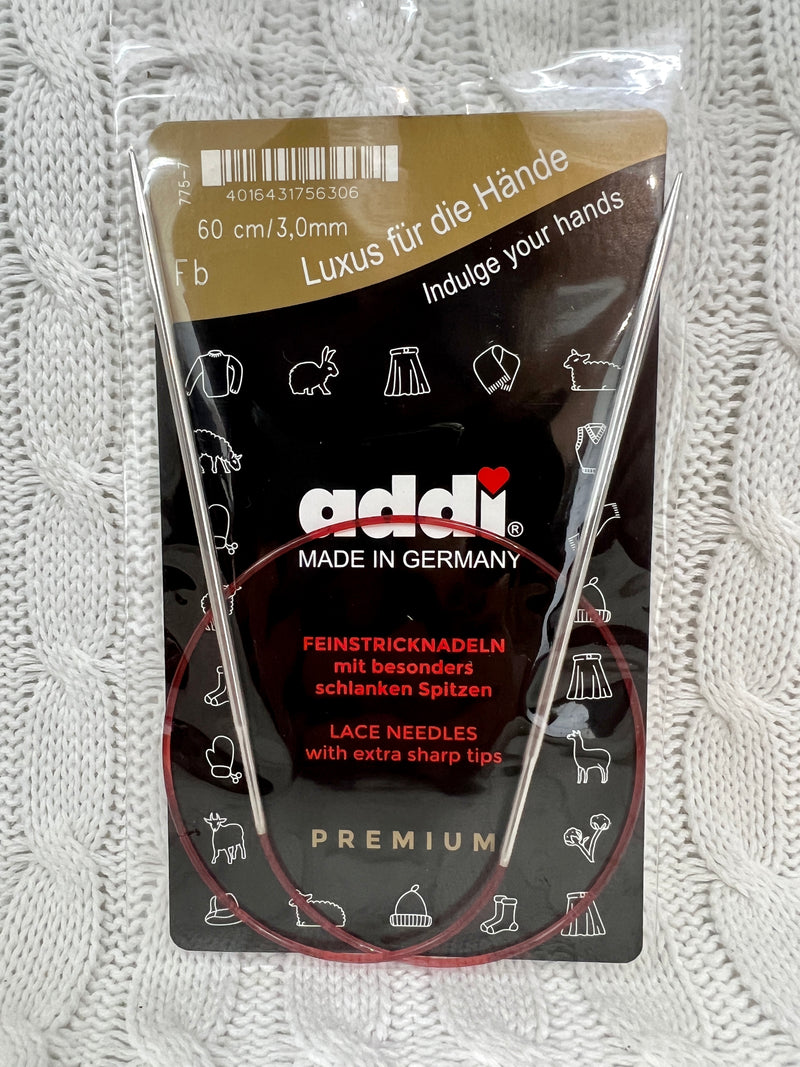 775-7
4016431756306
60 cm/3,0mm
Fb
Luxus für die Hände
Indulge your hands
addi®
MADE IN GERMANY
FEINSTRICKNADELN
mit besonders
schlanken Spitzen
LACE NEEDLES
with extra sharp tips
PREMIUM